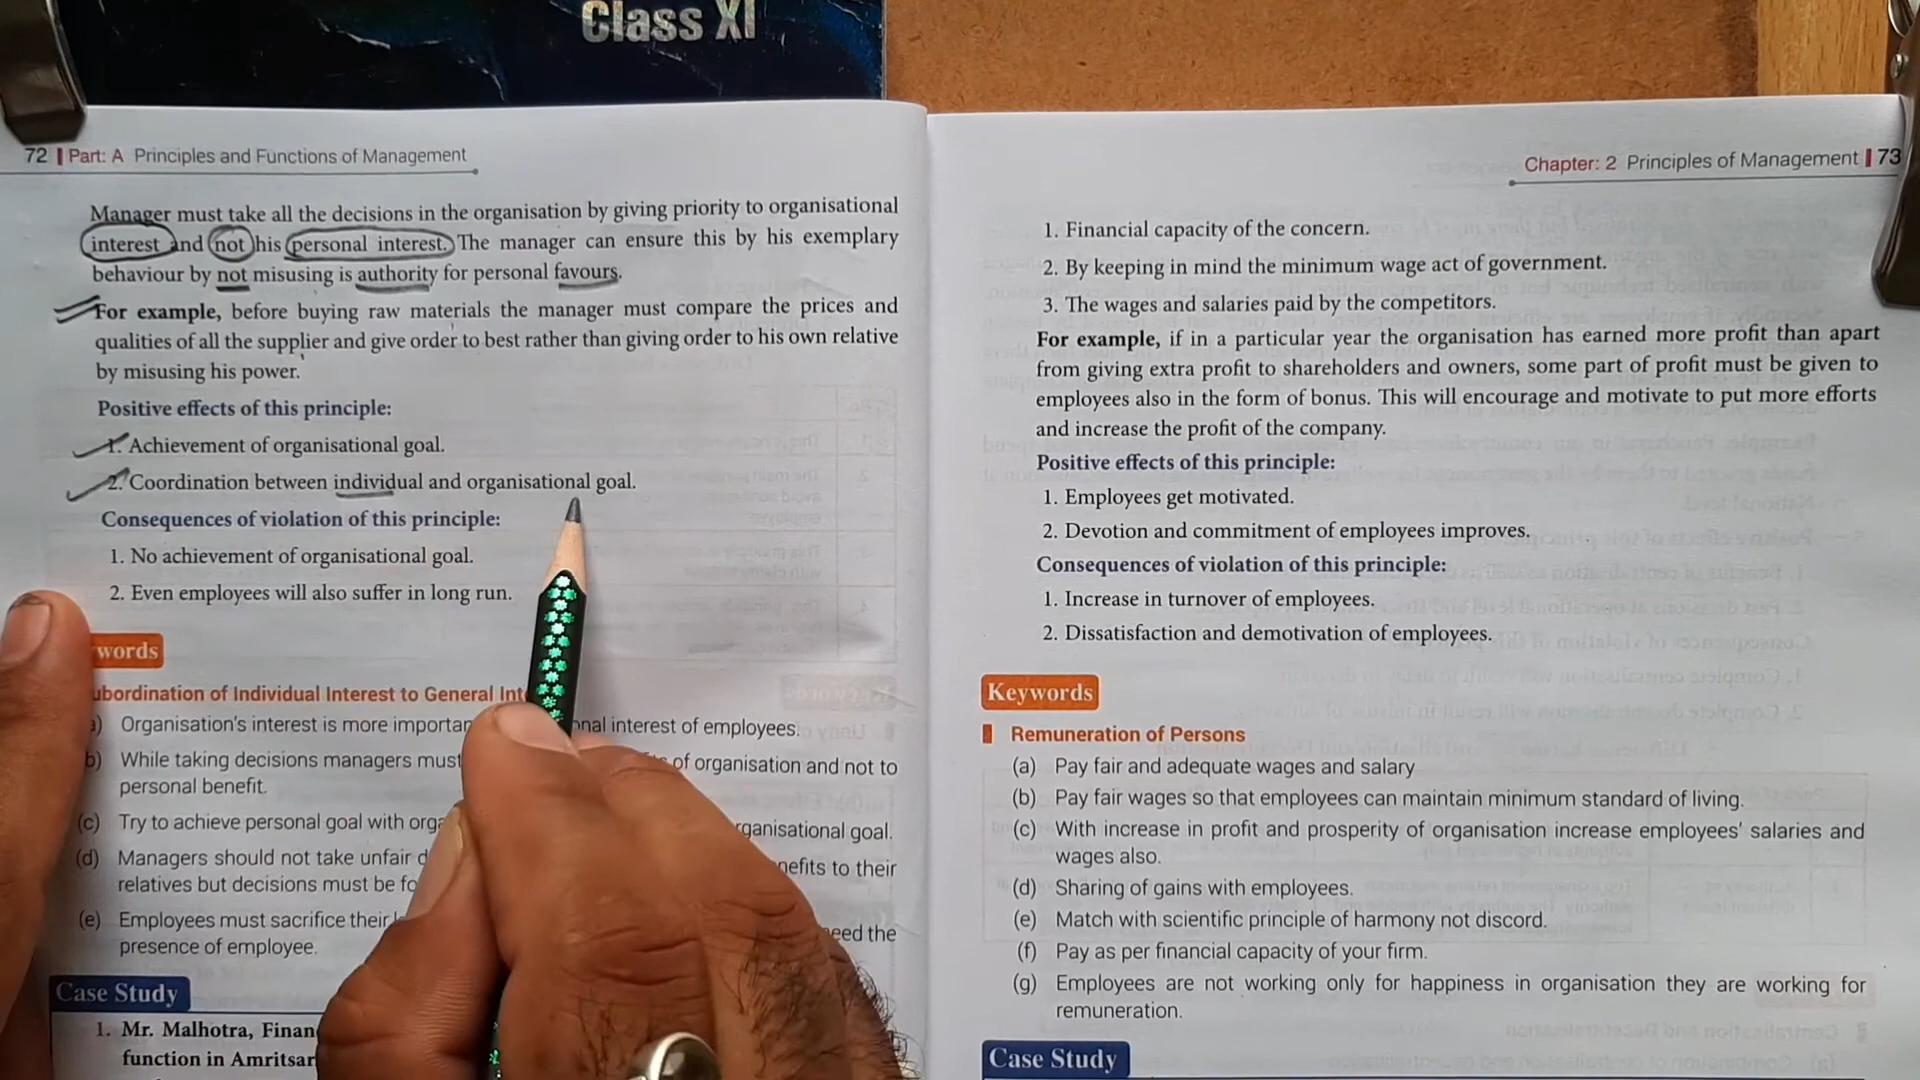 Class XI
72 | Part: A Principles and Functions of Management
Manager must take all the decisions in the organisation by giving priority to organisational
interest and not his personal interest. The manager can ensure this by his exemplary
behaviour by not misusing is authority for personal favours.
For example, before buying raw materials the manager must compare the prices and
qualities of all the supplier and give order to best rather than giving order to his own relative
by misusing his power.
Positive effects of this principle:
1. Achievement of organisational goal.
2. Coordination between individual and organisational goal.
Consequences of violation of this principle:
1. No achievement of organisational goal.
2. Even employees will also suffer in long run.
words
ubordination of Individual Interest to General Int
a) Organisation's interest is more importan nal interest of employees.
b) While taking decisions managers must of organisation and not to
personal benefit.
(c) Try to achieve personal goal with orga rganisational goal.
(d) Managers should not take unfair d nefits to their
relatives but decisions must be fo
(e) Employees must sacrifice their eed the
presence of employee.
Case Study
1. Mr. Malhotra, Finan
function in Amritsar
Chapter: 2 Principles of Management | 73
1. Financial capacity of the concern.
2. By keeping in mind the minimum wage act of government.
3. The wages and salaries paid by the competitors.
For example, if in a particular year the organisation has earned more profit than apart
from giving extra profit to shareholders and owners, some part of profit must be given to
employees also in the form of bonus. This will encourage and motivate to put more efforts
and increase the profit of the company.
Positive effects of this principle:
1. Employees get motivated.
2. Devotion and commitment of employees improves.
Consequences of violation of this principle:
1. Increase in turnover of employees.
2. Dissatisfaction and demotivation of employees.
Keywords
Remuneration of Persons
(a) Pay fair and adequate wages and salary
(b) Pay fair wages so that employees can maintain minimum standard of living.
(c) With increase in profit and prosperity of organisation increase employees' salaries and
wages also.
(d) Sharing of gains with employees.
(e) Match with scientific principle of harmony not discord.
(f) Pay as per financial capacity of your firm.
(g) Employees are not working only for happiness in organisation they are working for
remuneration.
Case Study